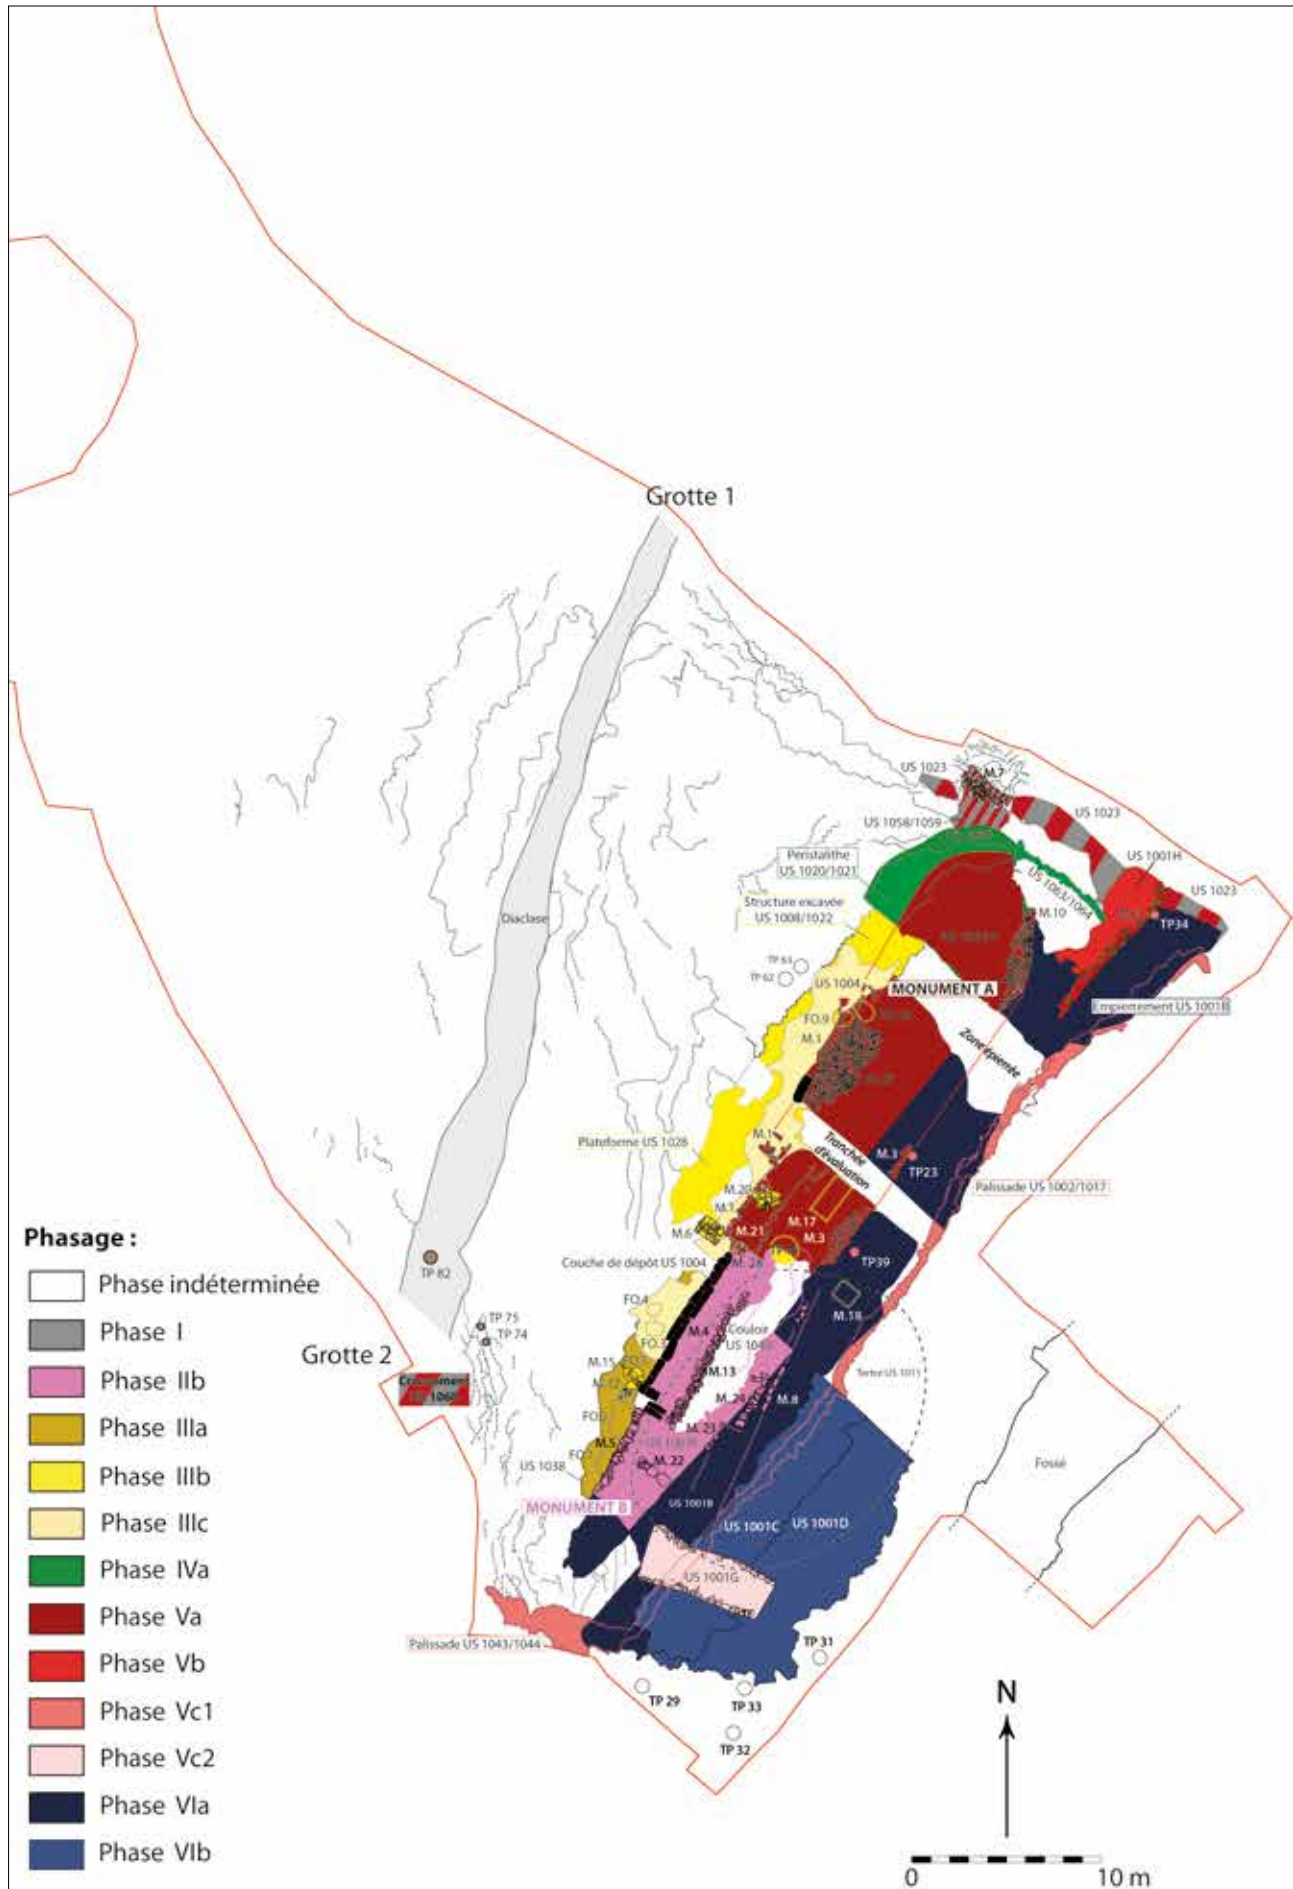 Grotte 1
US 1023
M.7
US 1023
US 1058/1059
US 1001H
Péristalithe
US 1020/1021
US 1063/1064
US 1023
Structure excavée
US 1008/1022
M.10
TP34
TP 63
TP 62
US 1004
MONUMENT A
Diaclase
Empierrement US 1001B
FO.9
M.1
Zone épierrée
Plateforme US 1026
M.1
Tranchée
d'évaluation
M.3
TP23
Palissade US 1002/1017
M.20
M.6
M.21
M.17
M.3
Couche de dépôt US 1004
TP39
TP 82
FO.4
M.18
TP 75
TP 74
M.4
Couloir
Grotte 2
M.15
M.13
Tertre US 1011
M.8
M.5
M.22
US 1038
Fossé
MONUMENT B
US 1001B
US 1001C
US 1001D
US 1001G
Palissade US 1043/1044
TP 31
TP 29
TP 33
TP 32
Phasage :
Phase indéterminée
Phase I
Phase IIb
Phase IIIa
Phase IIIb
Phase IIIc
Phase IVa
Phase Va
Phase Vb
Phase Vc1
Phase Vc2
Phase VIa
Phase VIb
N
0
10 m